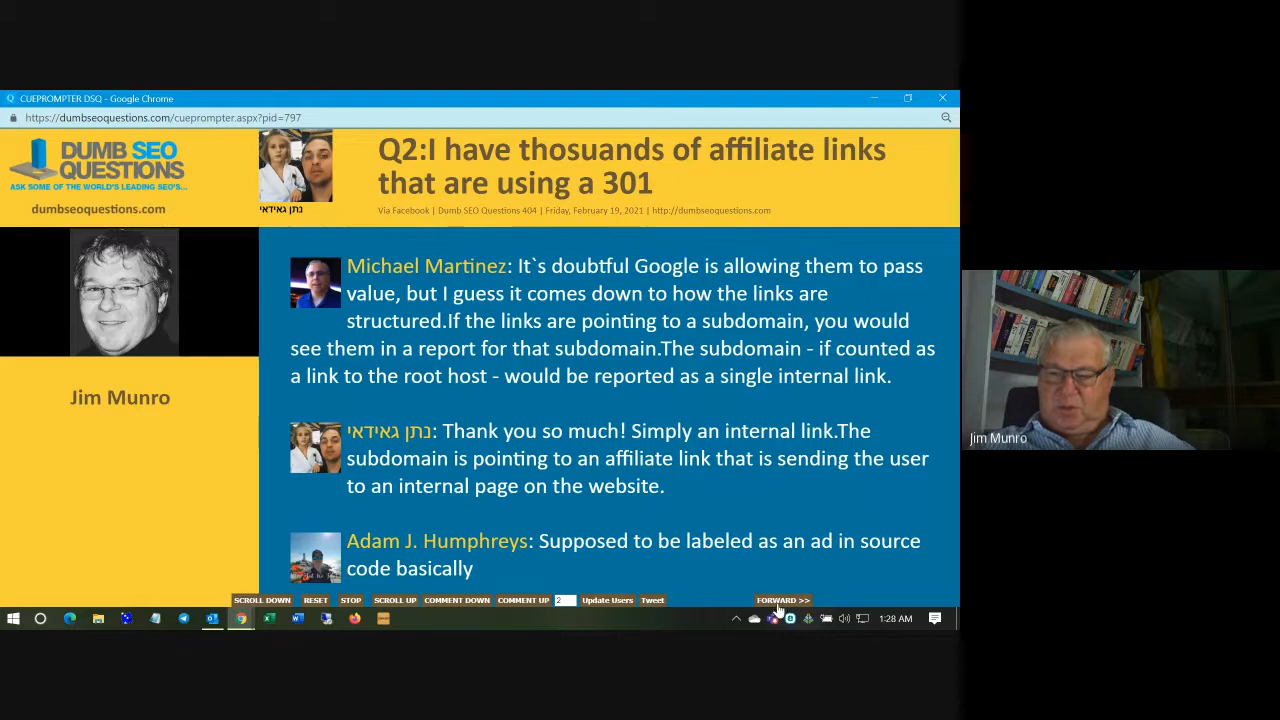 CUEPROMPTER DSQ - Google Chrome
https://dumbseoquestions.com/cueprompter.aspx?pid=797
DUMB SEO
QUESTIONS
ASK SOME OF THE WORLD'S LEADING SEO'S...
dumbseoquestions.com
נתן גאידאי
Q2:I have thosuands of affiliate links
that are using a 301
Via Facebook | Dumb SEO Questions 404 | Friday, February 19, 2021 | http://dumbseoquestions.com
Jim Munro
Michael Martinez: It`s doubtful Google is allowing them to pass
value, but I guess it comes down to how the links are
structured.If the links are pointing to a subdomain, you would
see them in a report for that subdomain.The subdomain - if counted as
a link to the root host - would be reported as a single internal link.
נתן גאידאי: Thank you so much! Simply an internal link.The
subdomain is pointing to an affiliate link that is sending the user
to an internal page on the website.
Adam J. Humphreys: Supposed to be labeled as an ad in source
code basically
SCROLL DOWN RESET STOP SCROLL UP COMMENT DOWN COMMENT UP 2 Update Users Tweet FORWARD >>
1:28 AM
Jim Munro